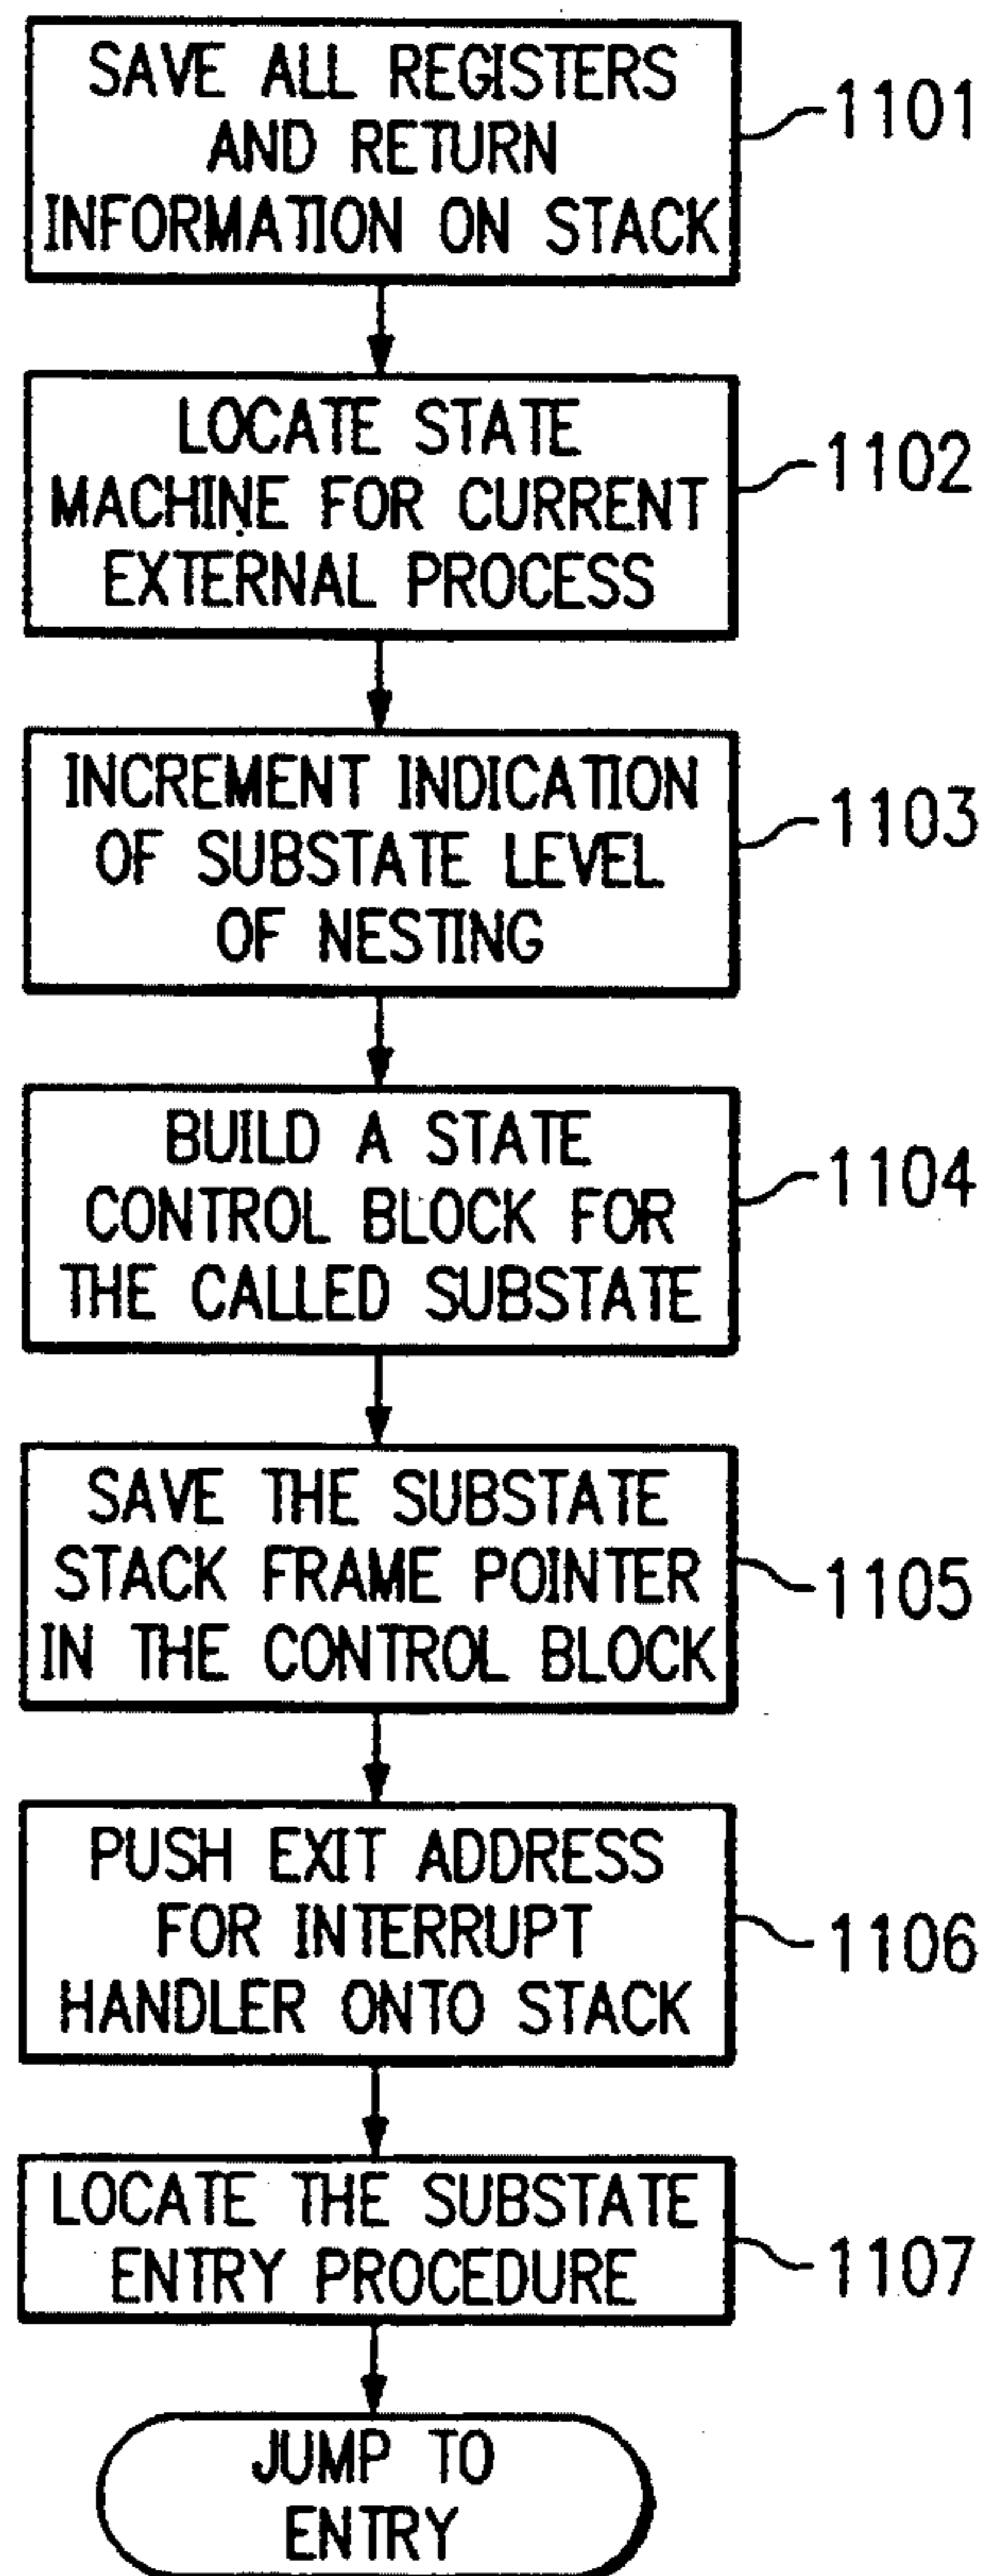 SAVE ALL REGISTERS
AND RETURN
INFORMATION ON STACK
1101
LOCATE STATE
MACHINE FOR CURRENT
EXTERNAL PROCESS
1102
INCREMENT INDICATION
OF SUBSTATE LEVEL
OF NESTING
1103
BUILD A STATE
CONTROL BLOCK FOR
THE CALLED SUBSTATE
1104
SAVE THE SUBSTATE
STACK FRAME POINTER
IN THE CONTROL BLOCK
1105
PUSH EXIT ADDRESS
FOR INTERRUPT
HANDLER ONTO STACK
1106
LOCATE THE SUBSTATE
ENTRY PROCEDURE
1107
JUMP TO
ENTRY